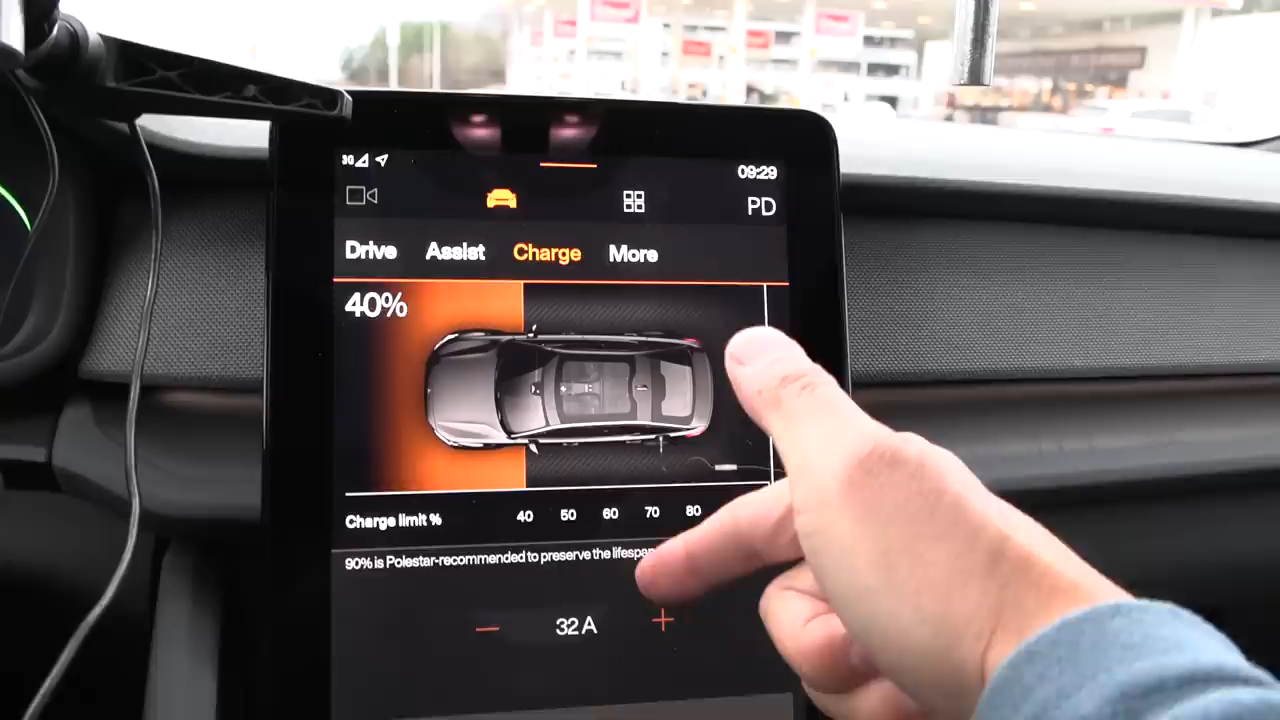 3G
09:29
PD
Drive Assist Charge More
40%
Charge limit % 40 50 60 70 80
90% is Polestar-recommended to preserve the
32 A